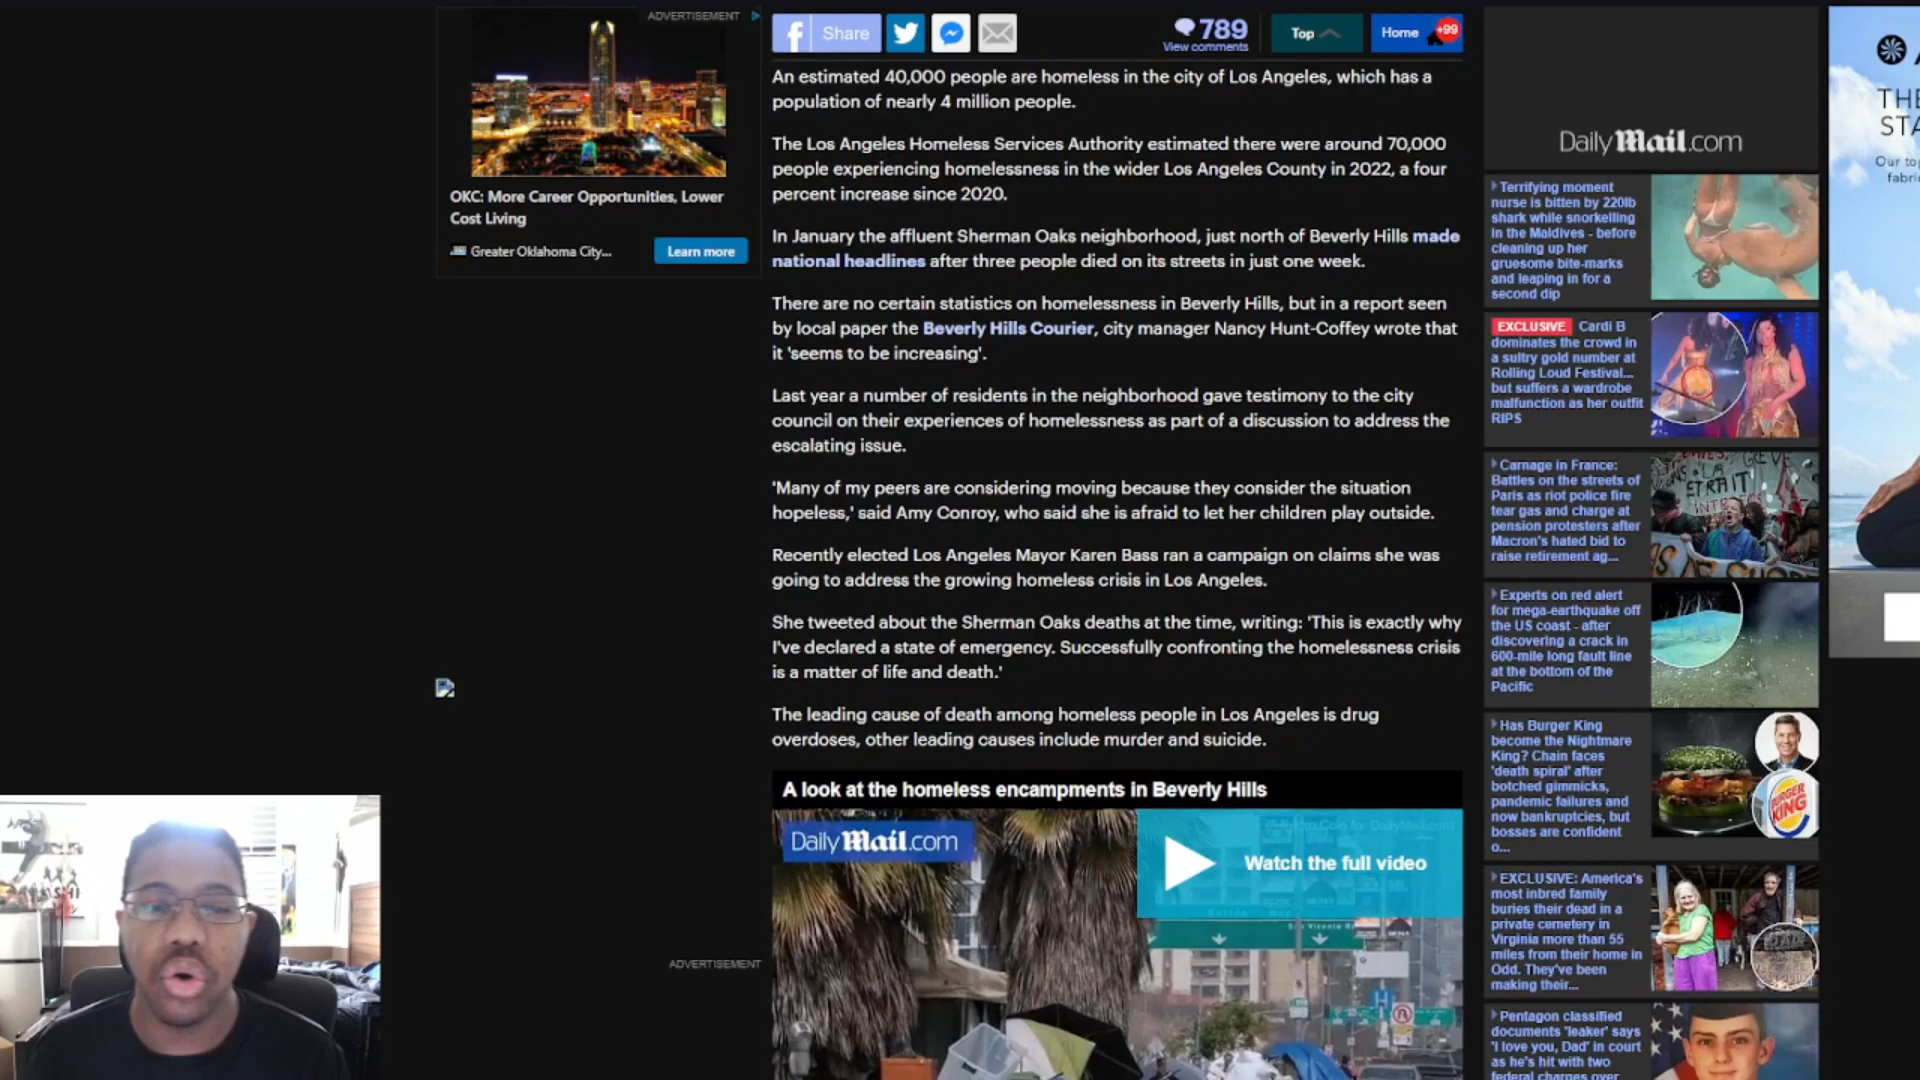 ADVERTISEMENT
OKC: More Career Opportunities, Lower
Cost Living
Greater Oklahoma City...
Learn more
Share
789
View comments
Top
Home
+99
An estimated 40,000 people are homeless in the city of Los Angeles, which has a
population of nearly 4 million people.
The Los Angeles Homeless Services Authority estimated there were around 70,000
people experiencing homelessness in the wider Los Angeles County in 2022, a four
percent increase since 2020.
In January the affluent Sherman Oaks neighborhood, just north of Beverly Hills made
national headlines after three people died on its streets in just one week.
There are no certain statistics on homelessness in Beverly Hills, but in a report seen
by local paper the Beverly Hills Courier, city manager Nancy Hunt-Coffey wrote that
it 'seems to be increasing'.
Last year a number of residents in the neighborhood gave testimony to the city
council on their experiences of homelessness as part of a discussion to address the
escalating issue.
'Many of my peers are considering moving because they consider the situation
hopeless,' said Amy Conroy, who said she is afraid to let her children play outside.
Recently elected Los Angeles Mayor Karen Bass ran a campaign on claims she was
going to address the growing homeless crisis in Los Angeles.
She tweeted about the Sherman Oaks deaths at the time, writing: 'This is exactly why
I've declared a state of emergency. Successfully confronting the homelessness crisis
is a matter of life and death.'
The leading cause of death among homeless people in Los Angeles is drug
overdoses, other leading causes include murder and suicide.
A look at the homeless encampments in Beverly Hills
Daily Mail.com
Watch the full video
ADVERTISEMENT
Daily Mail.com
Terrifying moment
nurse is bitten by 220lb
shark while snorkelling
in the Maldives - before
cleaning up her
gruesome bite-marks
and leaping in for a
second dip
EXCLUSIVE Cardi B
dominates the crowd in
a sultry gold number at
Rolling Loud Festival...
but suffers a wardrobe
malfunction as her outfit
RIPS
Carnage in France:
Battles on the streets of
Paris as riot police fire
tear gas and charge at
pension protesters after
Macron's hated bid to
raise retirement ag...
Experts on red alert
for mega-earthquake off
the US coast - after
discovering a crack in
600-mile long fault line
at the bottom of the
Pacific
Has Burger King
become the Nightmare
King? Chain faces
'death spiral' after
botched gimmicks,
pandemic failures and
now bankruptcies, but
bosses are confident
o...
BURGER
KING
EXCLUSIVE: America's
most inbred family
buries their dead in a
private cemetery in
Virginia more than 55
miles from their home in
Odd. They've been
making their...
Pentagon classified
documents 'leaker' says
'I love you, Dad' in court
as he's hit with two
federal charges over
THE
STA
Our top
fabri